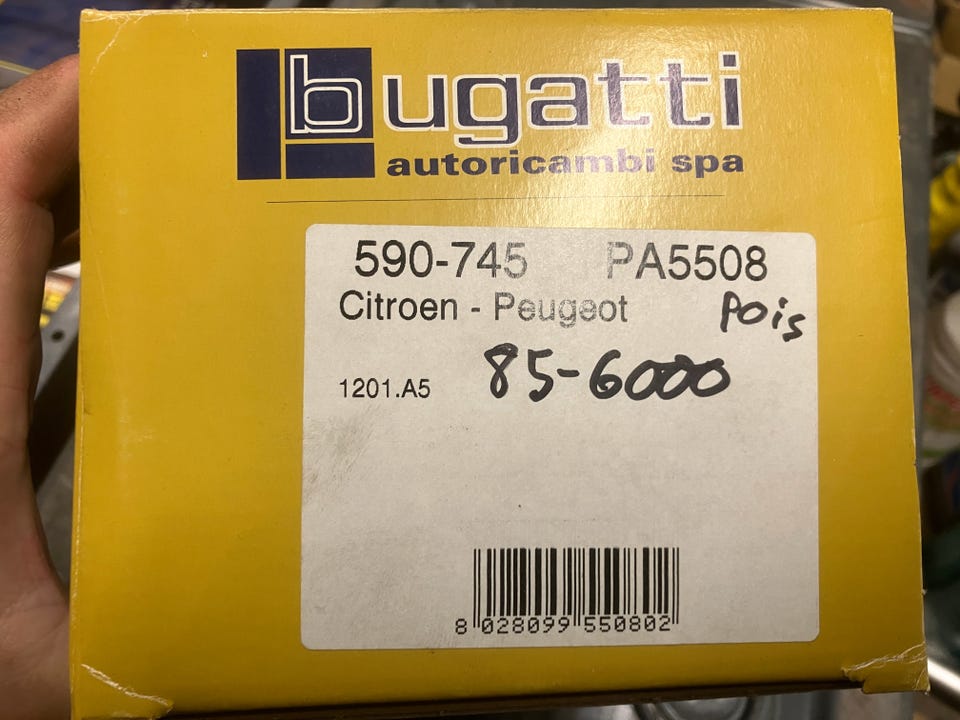 bugatti
autoricambi spa
590-745 PA5508
Citroen - Peugeot pois
1201.A5 85-6000
8 028099 550802